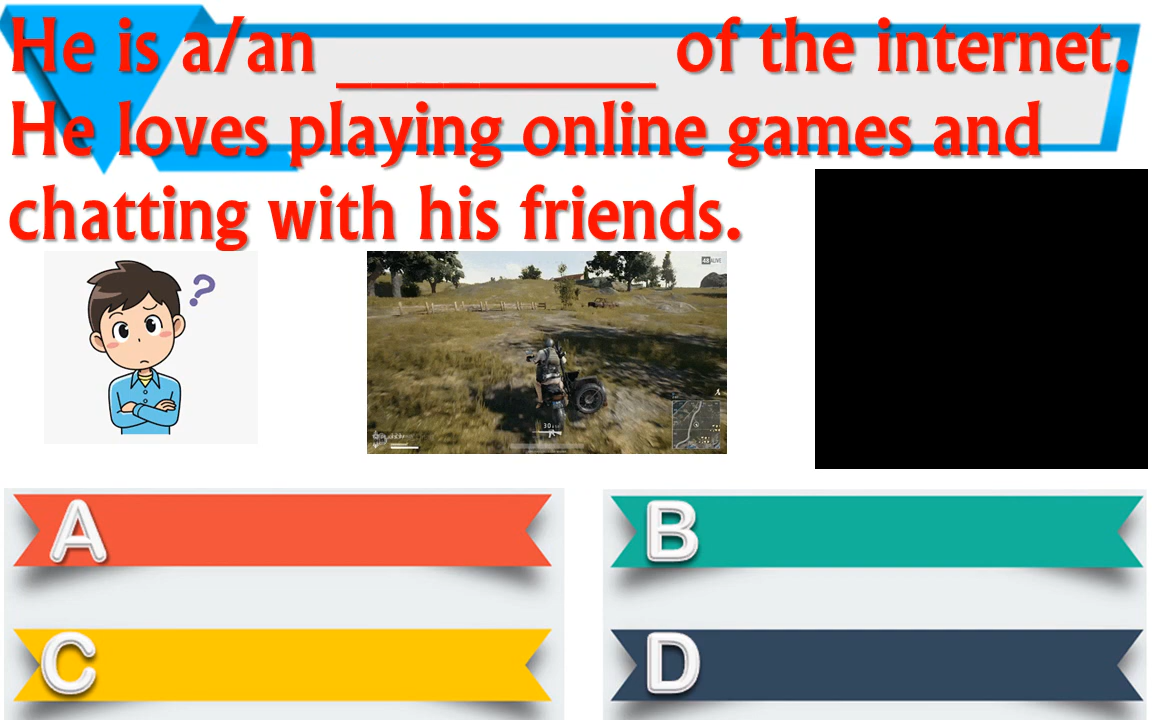 He is a/an __________ of the internet.
He loves playing online games and
chatting with his friends.
?
A
B
C
D